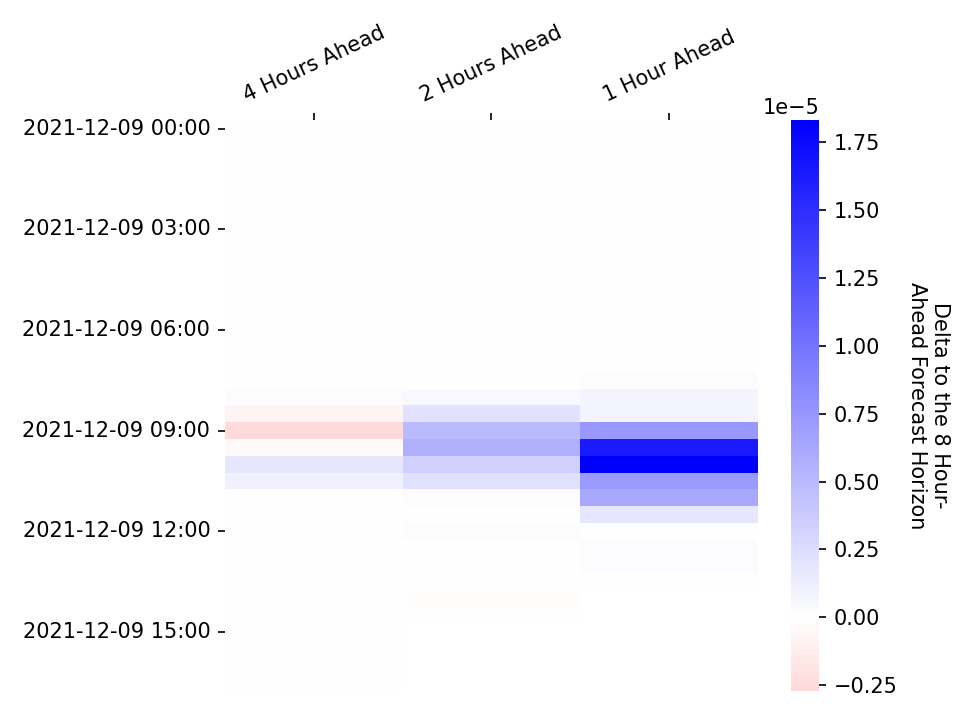 4 Hours Ahead
2 Hours Ahead
1 Hour Ahead
1e−5
2021-12-09 00:00
2021-12-09 03:00
2021-12-09 06:00
2021-12-09 09:00
2021-12-09 12:00
2021-12-09 15:00
1.75
1.50
1.25
1.00
0.75
0.50
0.25
0.00
−0.25
Delta to the 8 Hour-
Ahead Forecast Horizon